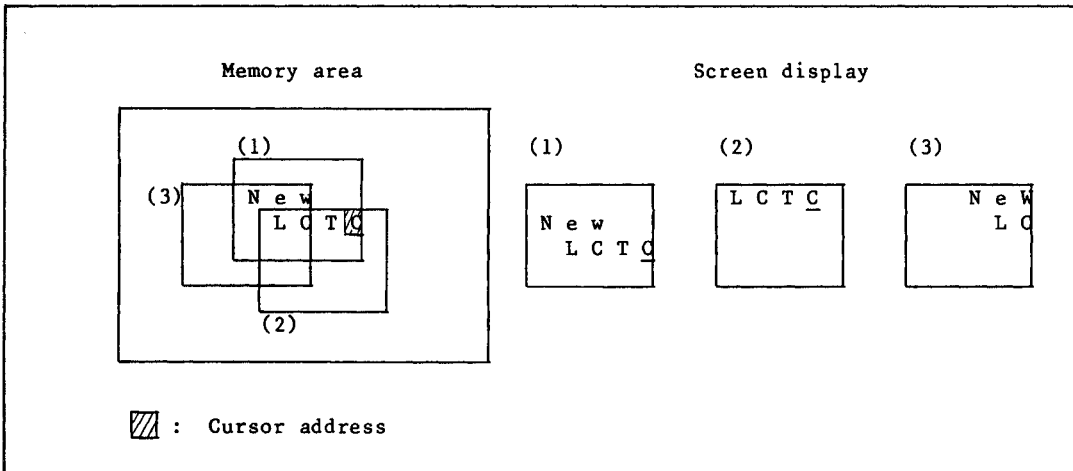 Memory area
Screen display
(1)
(3)
N e w
L C T C
(2)
(1)
N e w
L C T C
(2)
L C T C
(3)
N e W
L C
: Cursor address